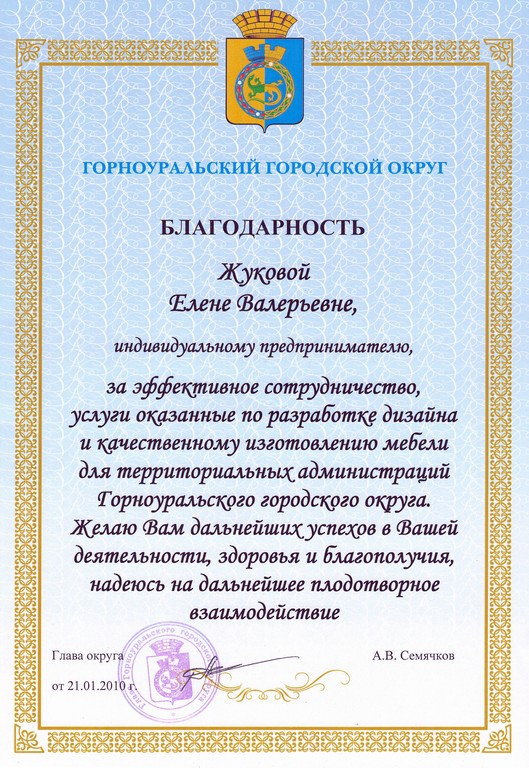 ГОРНОУРАЛЬСКИЙ ГОРОДСКОЙ ОКРУГ
БЛАГОДАРНОСТЬ
Жуковой
Елене Валерьевне,
индивидуальному предпринимателю,
за эффективное сотрудничество,
услуги оказанные по разработке дизайна
и качественному изготовлению мебели
для территориальных администраций
Горноуральского городского округа.
Желаю Вам дальнейших успехов в Вашей
деятельности, здоровья и благополучия,
надеюсь на дальнейшее плодотворное
взаимодействие
Глава округа
А.В. Семячков
от 21.01.2010 г.
Глава Горноуральского городского округа